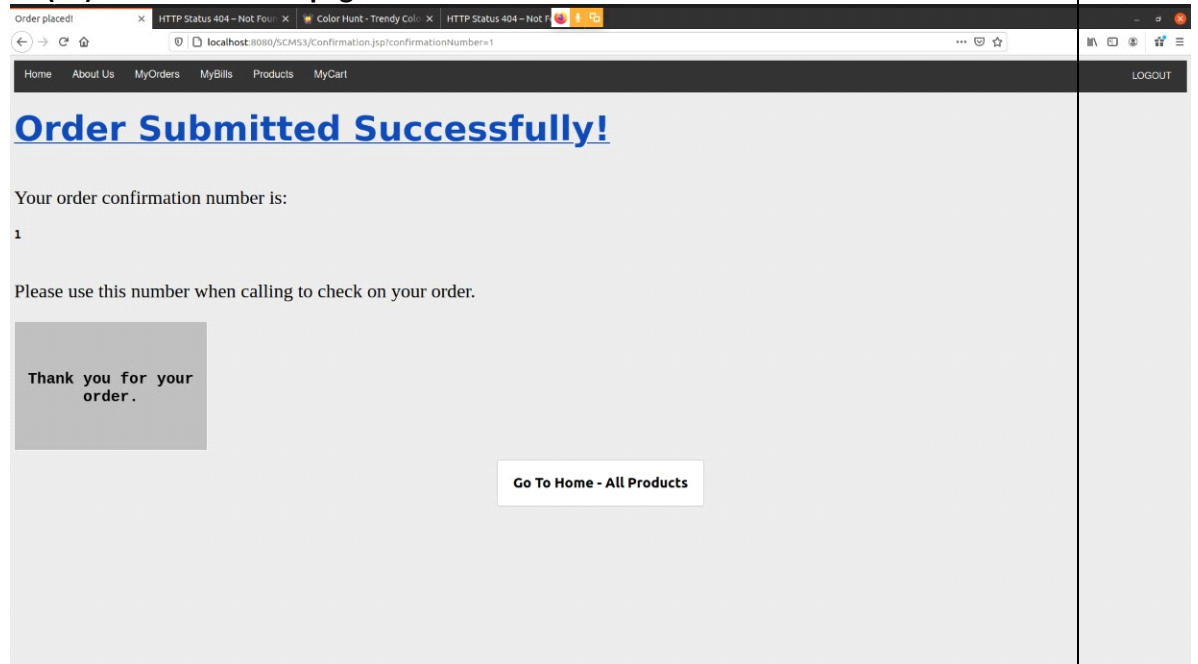 Order placed!
HTTP Status 404 – Not Foun
Color Hunt - Trendy Colo
HTTP Status 404 – Not F
localhost:8080/SCMS3/Confirmation.jsp?confirmationNumber=1
Home About Us MyOrders MyBills Products MyCart LOGOUT
Order Submitted Successfully!
Your order confirmation number is:
1
Please use this number when calling to check on your order.
Thank you for your
order.
Go To Home - All Products